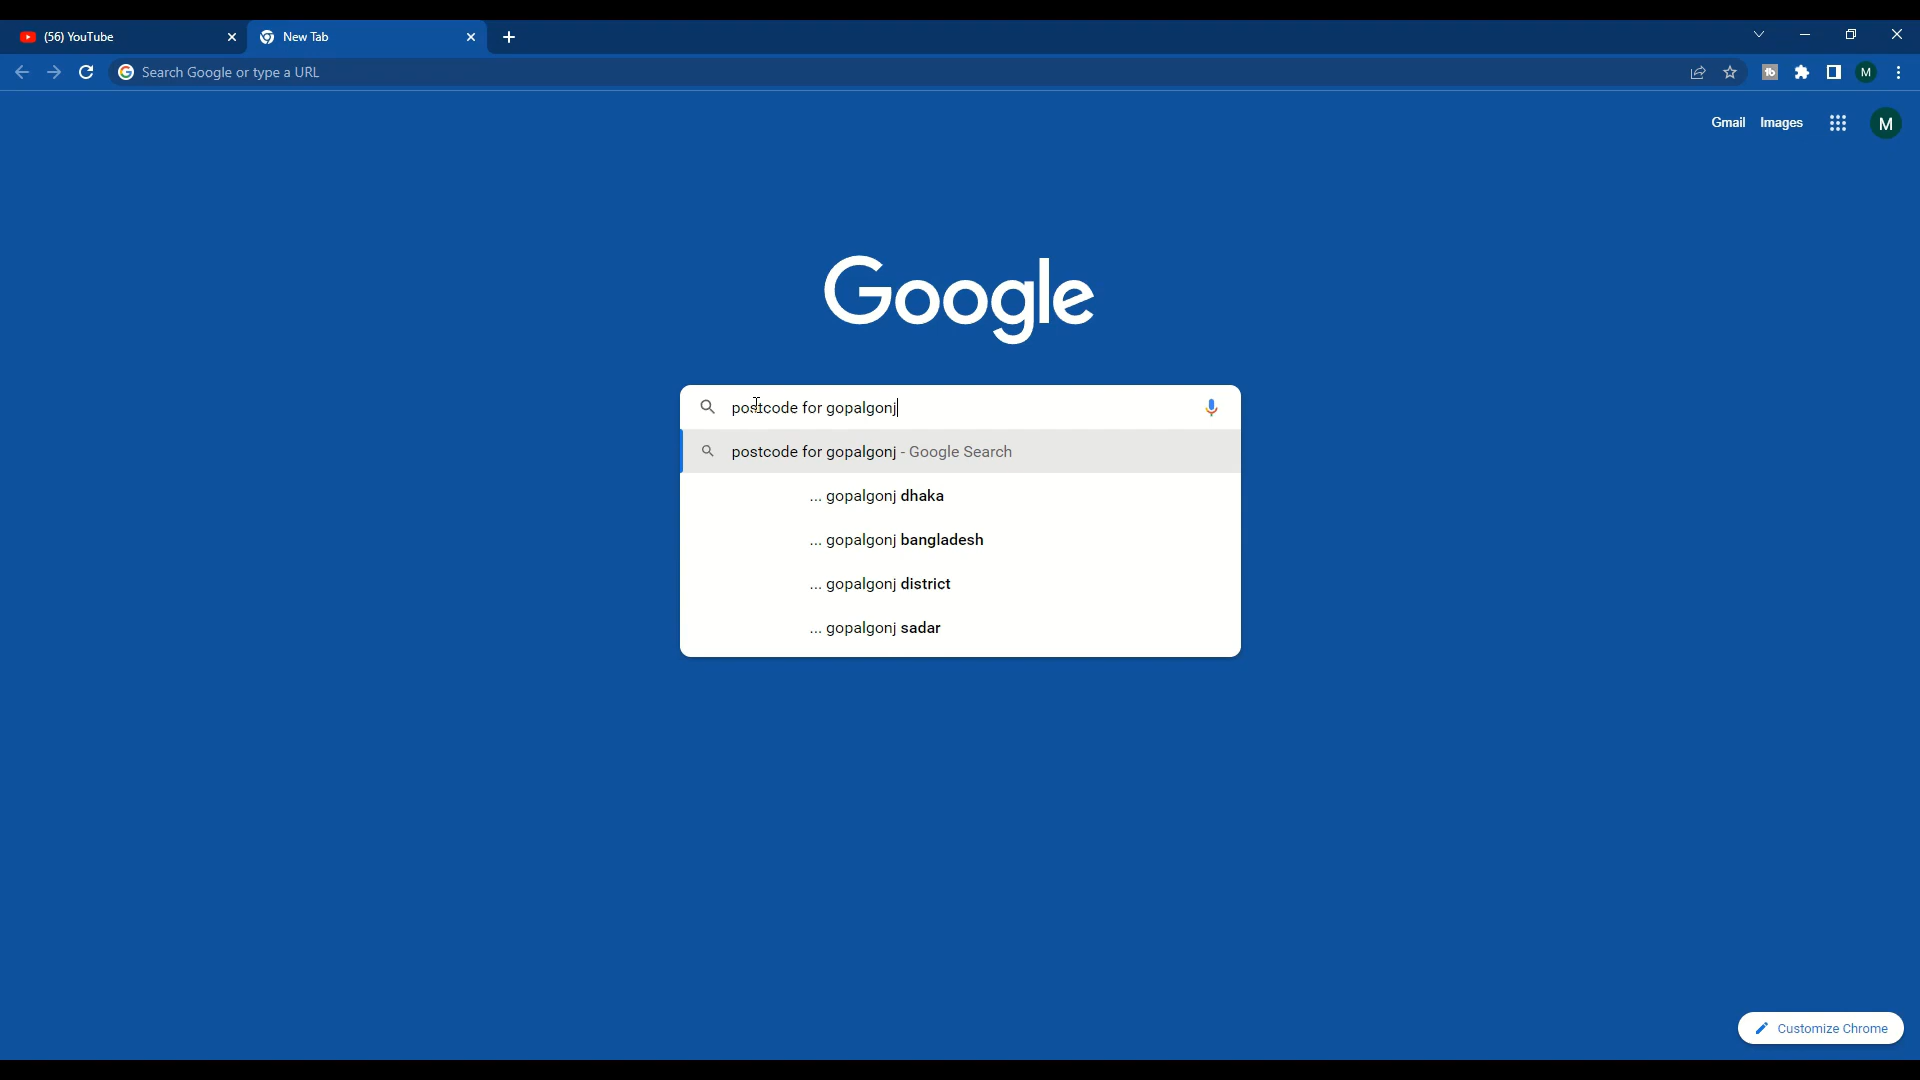 (56) YouTube
New Tab
Search Google or type a URL
M
Gmail Images M
Google
postcode for gopalgonj
postcode for gopalgonj - Google Search
... gopalgonj dhaka
... gopalgonj bangladesh
... gopalgonj district
... gopalgonj sadar
Customize Chrome